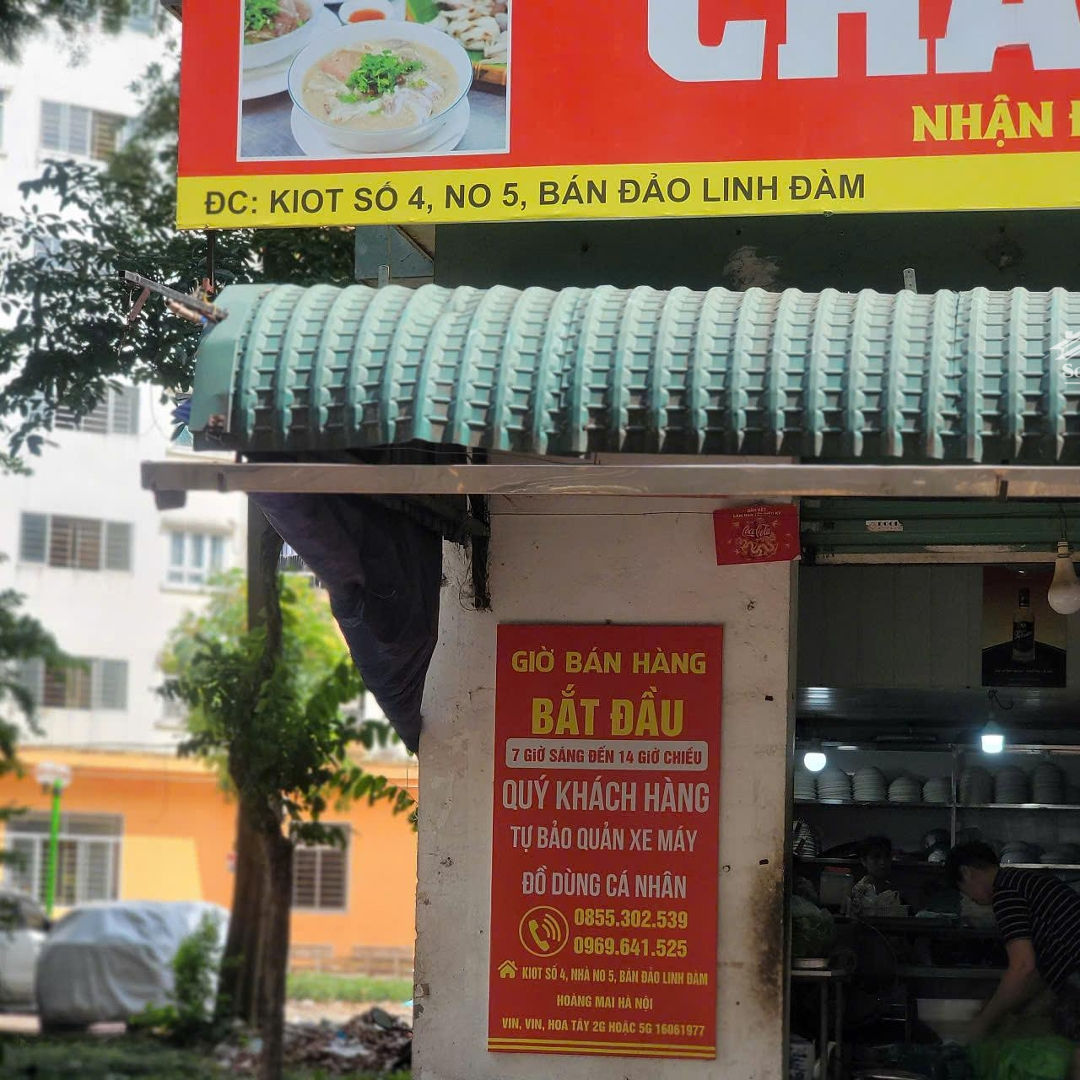 CHÁ
NHẬN
ĐC: KIOT SỐ 4, NO 5, BÁN ĐẢO LINH ĐÀM
Coca-Cola
GIỜ BÁN HÀNG
BẮT ĐẦU
7 GIỜ SÁNG ĐẾN 14 GIỜ CHIỀU
QUÝ KHÁCH HÀNG
TỰ BẢO QUẢN XE MÁY
ĐỒ DÙNG CÁ NHÂN
0855.302.539
0969.641.525
KIOT SỐ 4, NHÀ NO 5, BÁN ĐẢO LINH ĐÀM
HOÀNG MAI HÀ NỘI
VIN, VIN, HOA TÂY 2G HOẶC 5G 16061977